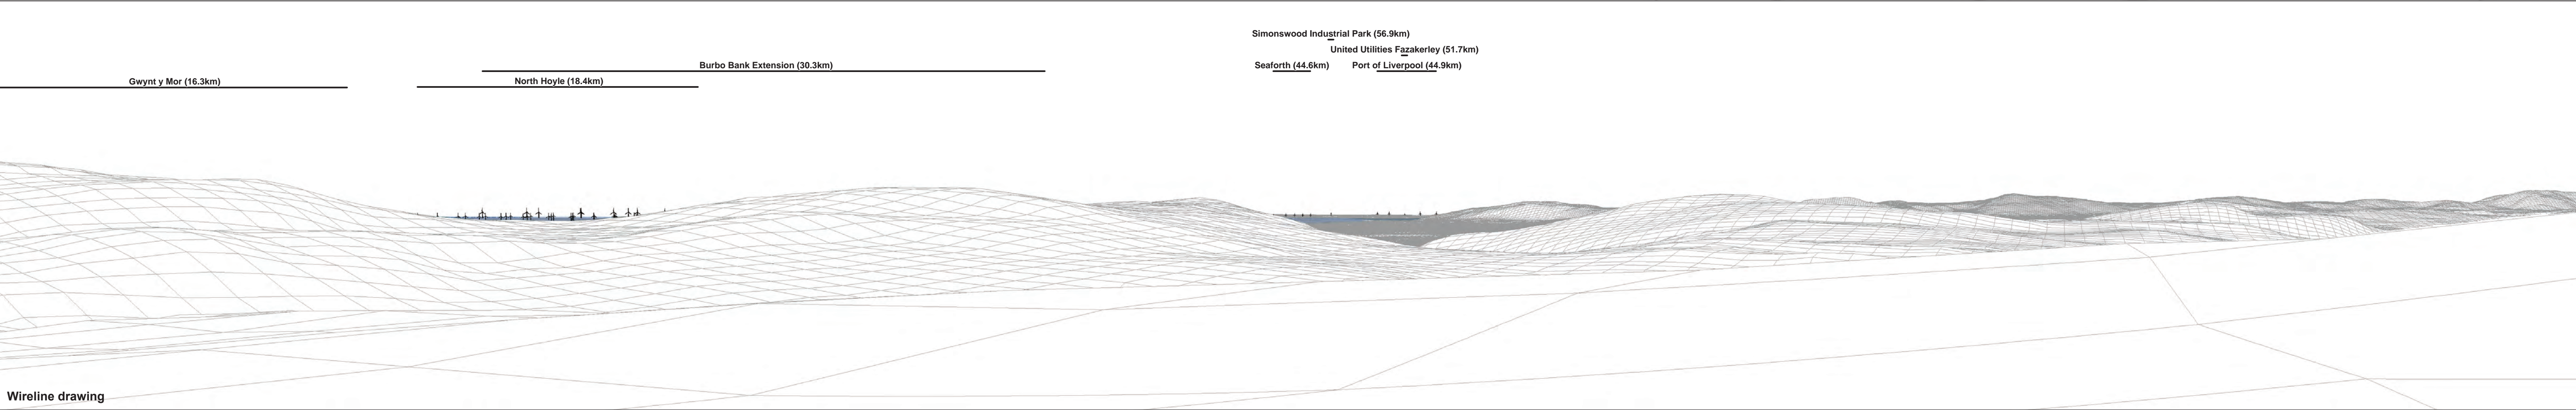 Simonswood Industrial Park (56.9km)
United Utilities Fazakerley (51.7km)
Burbo Bank Extension (30.3km)
Seaforth (44.6km)
Port of Liverpool (44.9km)
Gwynt y Mor (16.3km)
North Hoyle (18.4km)
Wireline drawing